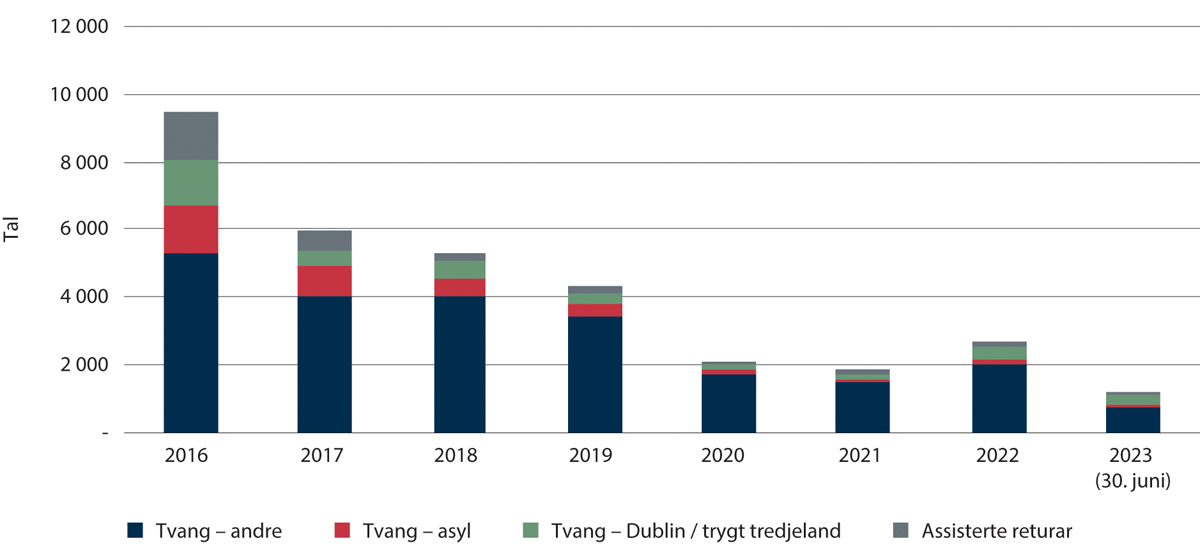 12 000
10 000
8 000
6 000
4 000
2 000
-
Tal
2016 2017 2018 2019 2020 2021 2022 2023
(30. juni)
Tvang – andre Tvang – asyl Tvang – Dublin / trygt tredjeland Assisterte returar